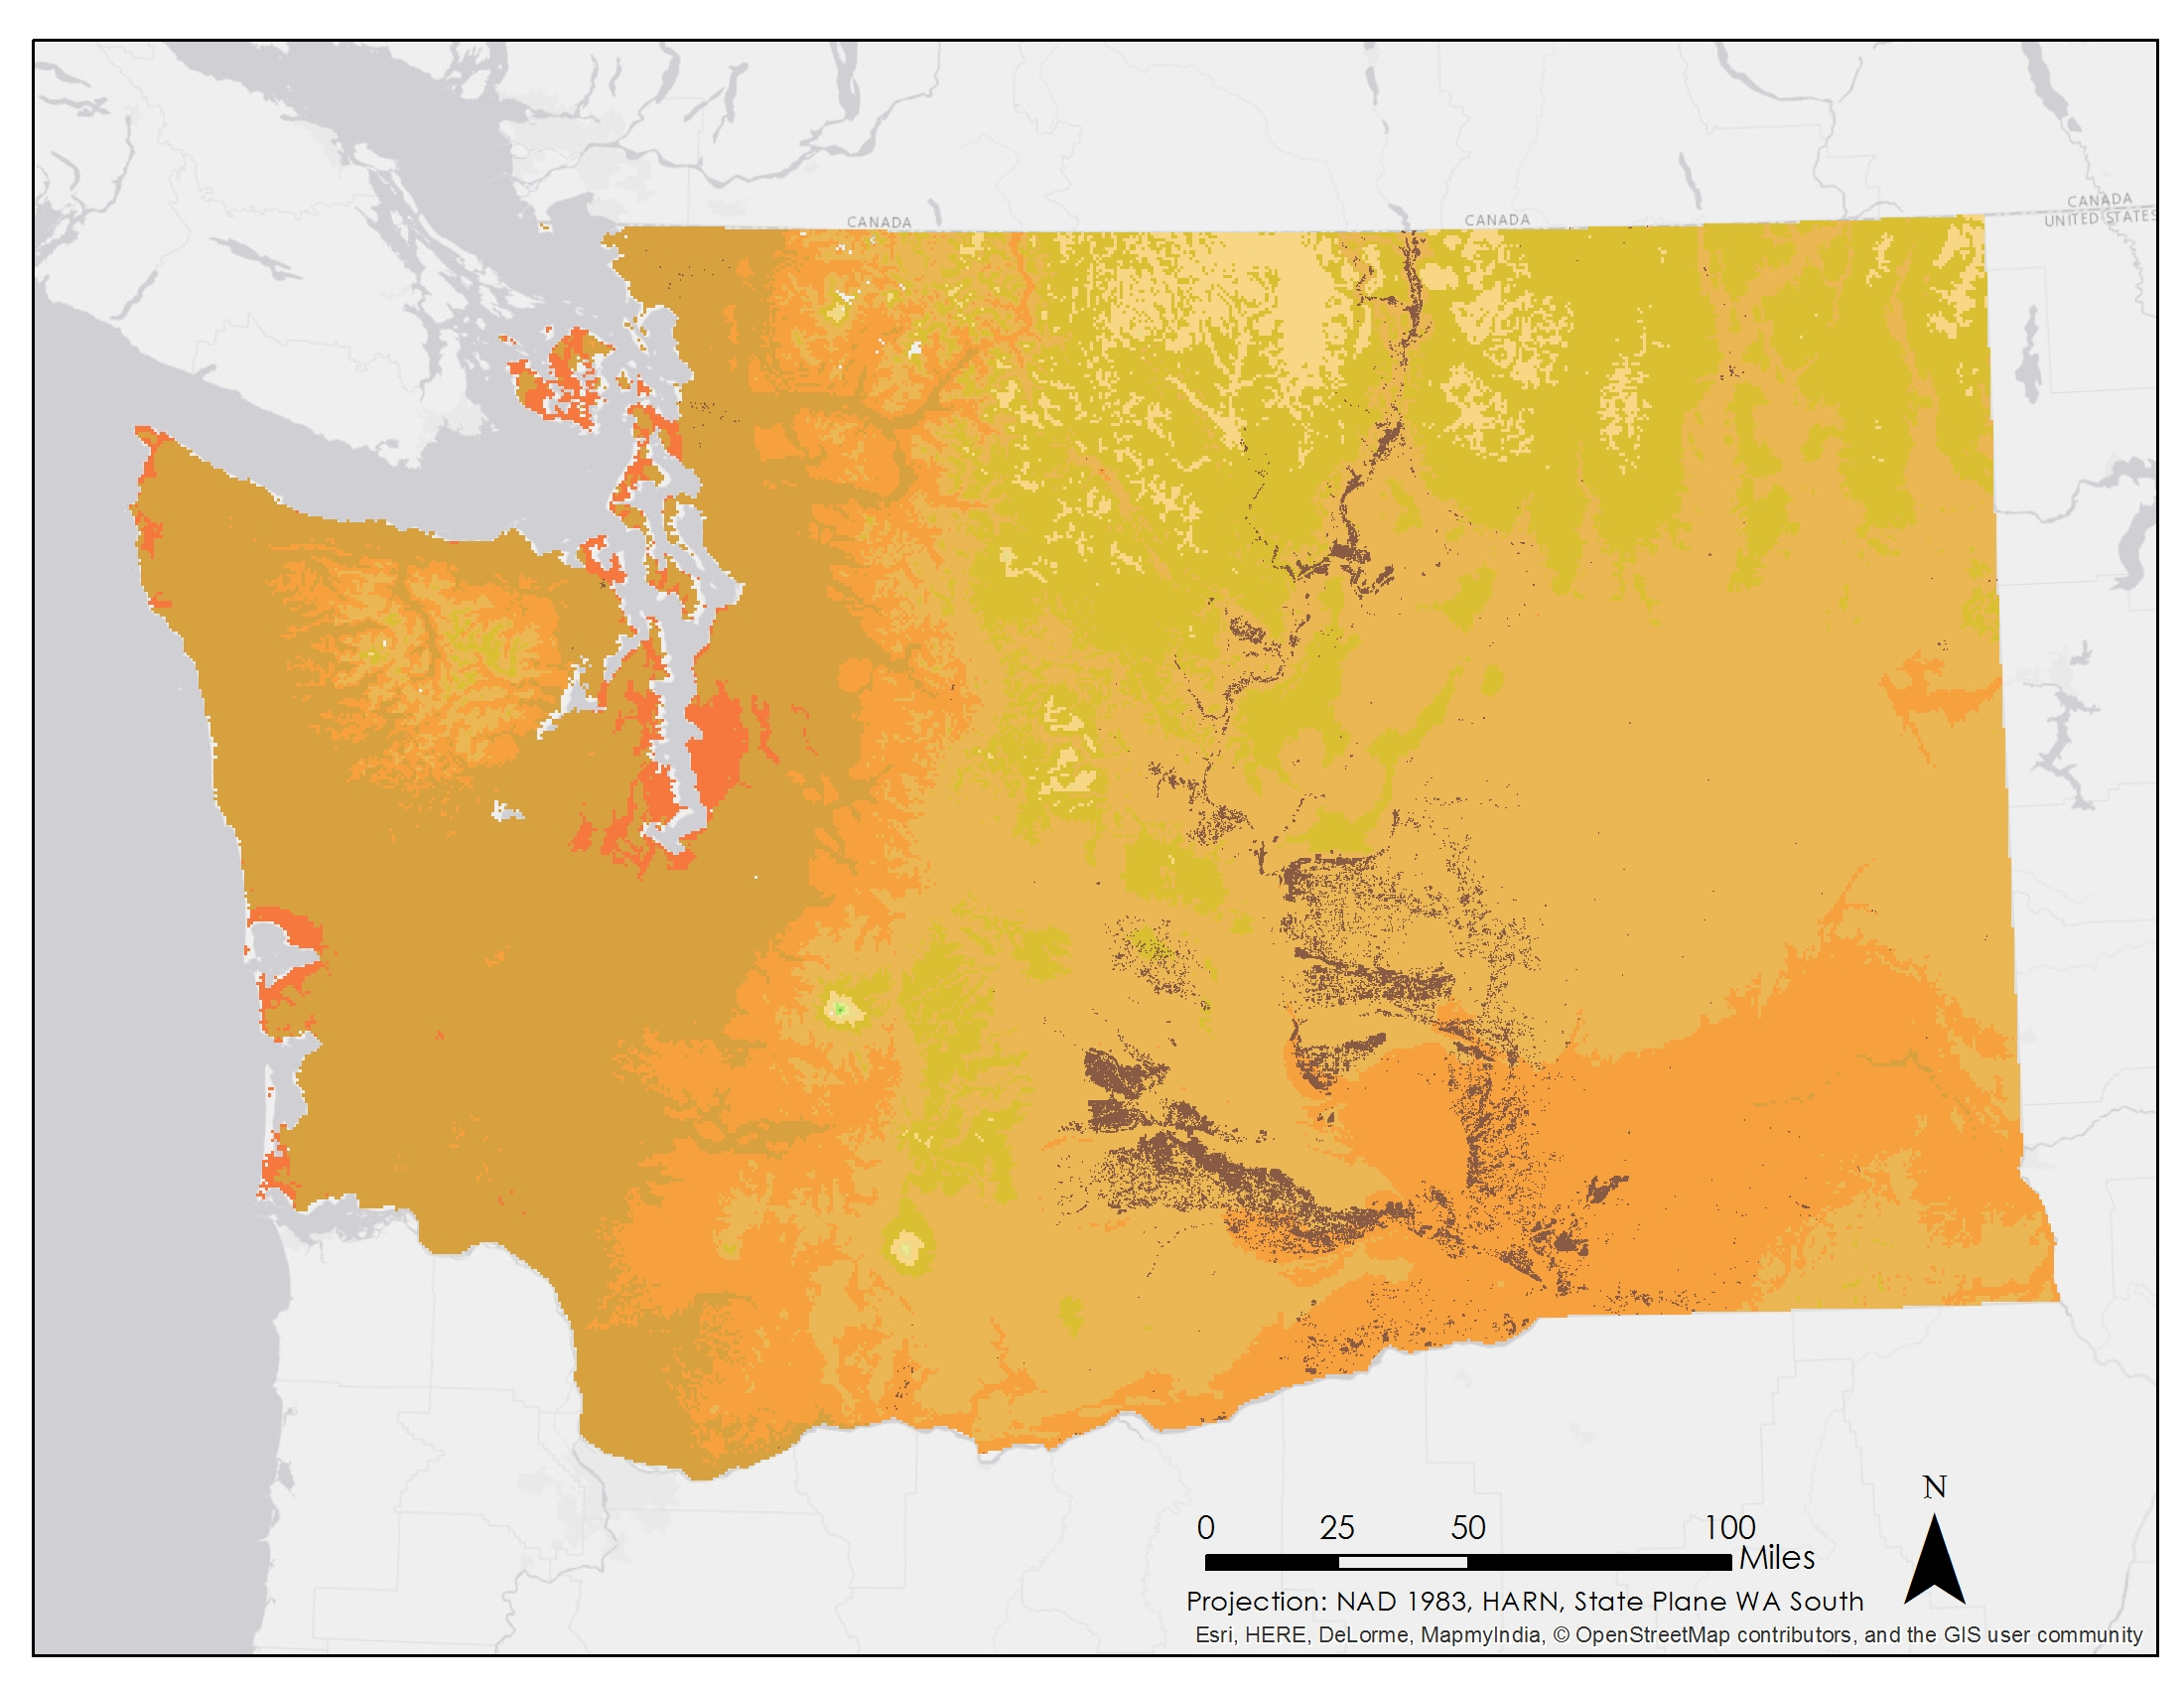 CANADA
CANADA
CANADA
UNITED STATES
N
0 25 50 100
Miles
Projection: NAD 1983, HARN, State Plane WA South
Esri, HERE, DeLorme, MapmyIndia, © OpenStreetMap contributors, and the GIS user community